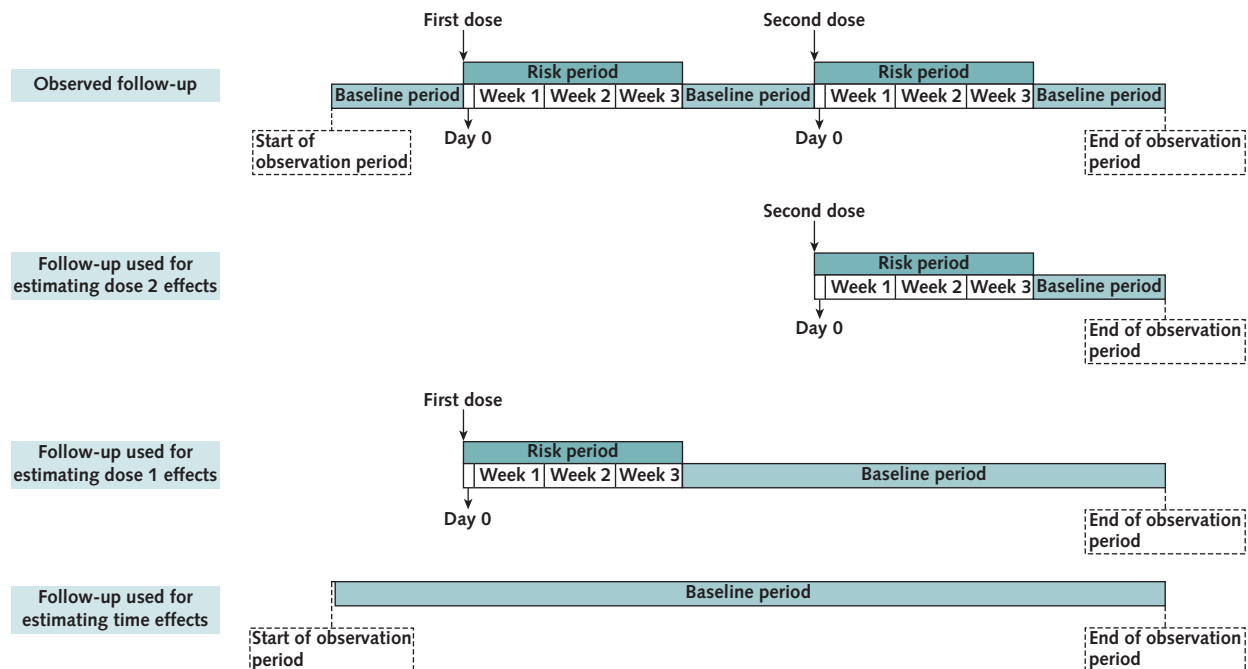 First dose
Second dose
Observed follow-up
Risk period
Risk period
Baseline period
Week 1
Week 2
Week 3
Baseline period
Week 1
Week 2
Week 3
Baseline period
Start of
observation period
Day 0
Day 0
End of observation
period
Second dose
Follow-up used for
estimating dose 2 effects
Risk period
Week 1
Week 2
Week 3
Baseline period
Day 0
End of observation
period
First dose
Follow-up used for
estimating dose 1 effects
Risk period
Week 1
Week 2
Week 3
Baseline period
Day 0
End of observation
period
Follow-up used for
estimating time effects
Baseline period
Start of observation
period
End of observation
period